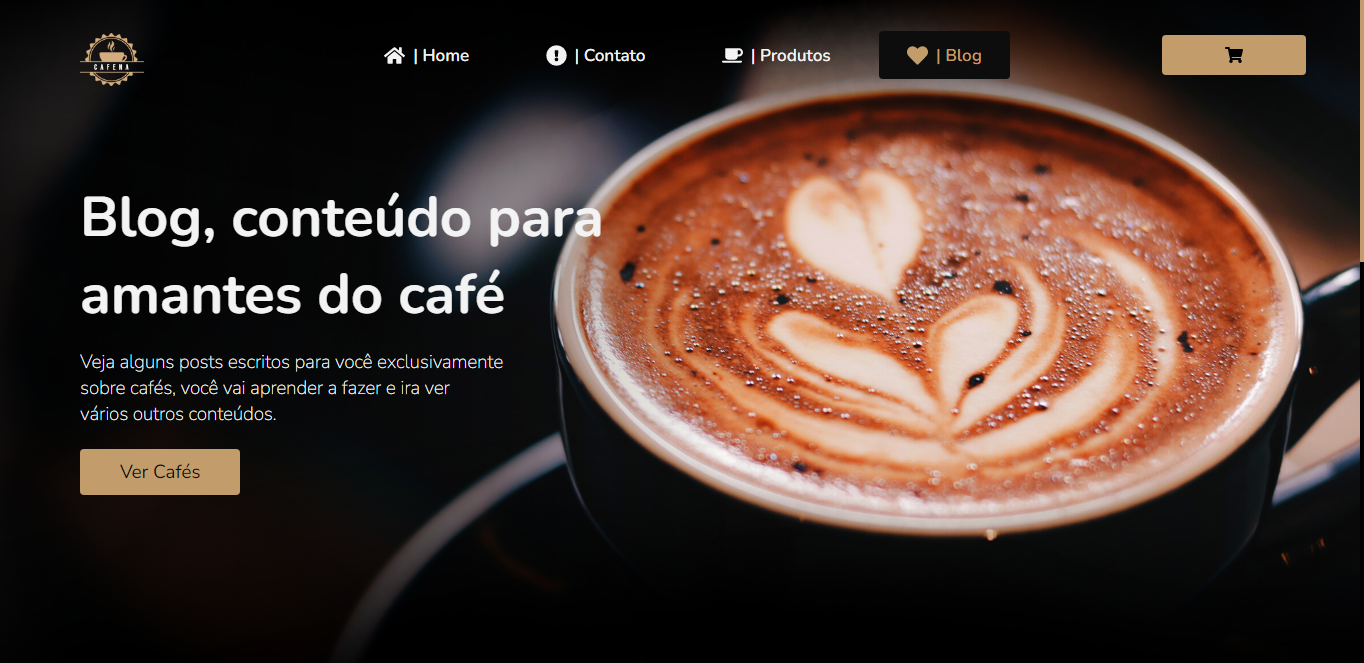 CAFENA
| Home
| Contato
| Produtos
| Blog
Blog, conteúdo para
amantes do café
Veja alguns posts escritos para você exclusivamente
sobre cafés, você vai aprender a fazer e ira ver
vários outros conteúdos.
Ver Cafés